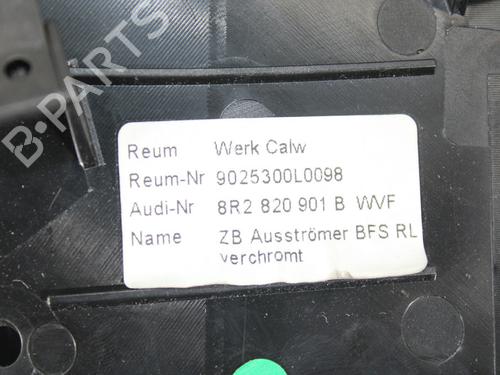 B-PARTS
Reum Werk Calw
Reum-Nr 9025300L0098
Audi-Nr 8R2 820 901 B WVF
Name ZB Ausströmer BFS RL
verchromt